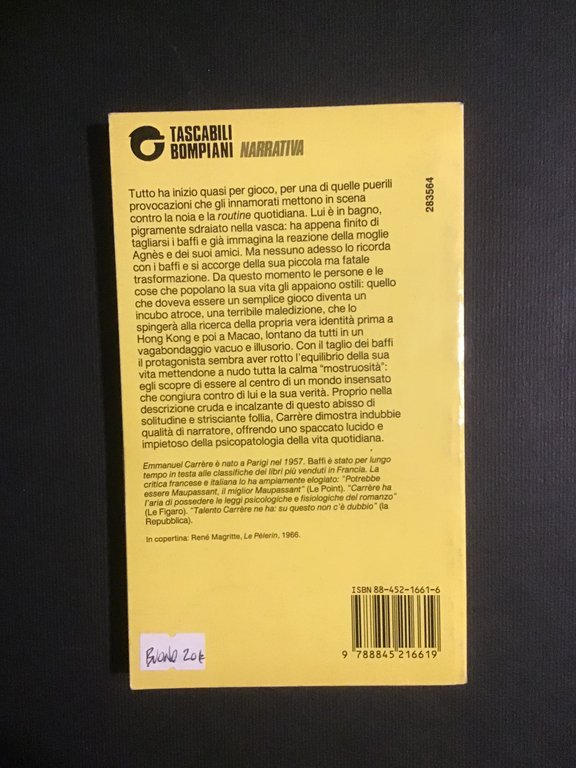 TASCABILI
BOMPIANI NARRATIVA
283564
Tutto ha inizio quasi per gioco, per una di quelle puerili
provocazioni che gli innamorati mettono in scena
contro la noia e la routine quotidiana. Lui è in bagno,
pigramente sdraiato nella vasca: ha appena finito di
tagliarsi i baffi e già immagina la reazione della moglie
Agnès e dei suoi amici. Ma nessuno adesso lo ricorda
con i baffi e si accorge della sua piccola ma fatale
trasformazione. Da questo momento le persone e le
cose che popolano la sua vita gli appaiono ostili: quello
che doveva essere un semplice gioco diventa un
incubo atroce, una terribile maledizione, che lo
spingerà alla ricerca della propria vera identità prima a
Hong Kong e poi a Macao, lontano da tutti in un
vagabondaggio vacuo e illusorio. Con il taglio dei baffi
il protagonista sembra aver rotto l'equilibrio della sua
vita mettendone a nudo tutta la calma “mostruosità”:
egli scopre di essere al centro di un mondo insensato
che congiura contro di lui e la sua verità. Proprio nella
descrizione cruda e incalzante di questo abisso di
solitudine e strisciante follia, Carrère dimostra indubbie
qualità di narratore, offrendo uno spaccato lucido e
impietoso della psicopatologia della vita quotidiana.
Emmanuel Carrère è nato a Parigi nel 1957. Baffi è stato per lungo
tempo in testa alle classifiche dei libri più venduti in Francia. La
critica francese e italiana lo ha ampiamente elogiato: “Potrebbe
essere Maupassant, il miglior Maupassant” (Le Point). “Carrère ha
l'aria di possedere le leggi psicologiche e fisiologiche del romanzo”
(Le Figaro). “Talento Carrère ne ha: su questo non c'è dubbio” (la
Repubblica).
In copertina: René Magritte, Le Pèlerin, 1966.
ISBN 88-452-1661-6
9 788845 216619
BUONO 20€